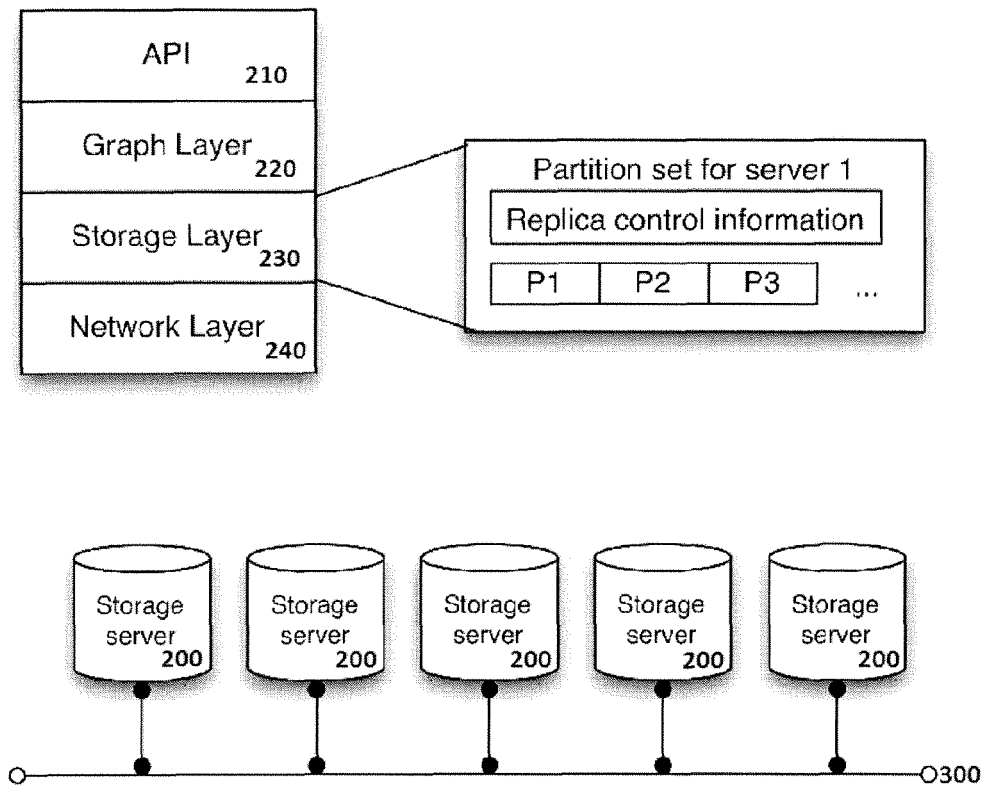 API
210
Graph Layer
220
Storage Layer
230
Network Layer
240
Partition set for server 1
Replica control information
P1 P2 P3 ...
Storage
server
200
Storage
server
200
Storage
server
200
Storage
server
200
Storage
server
200
300